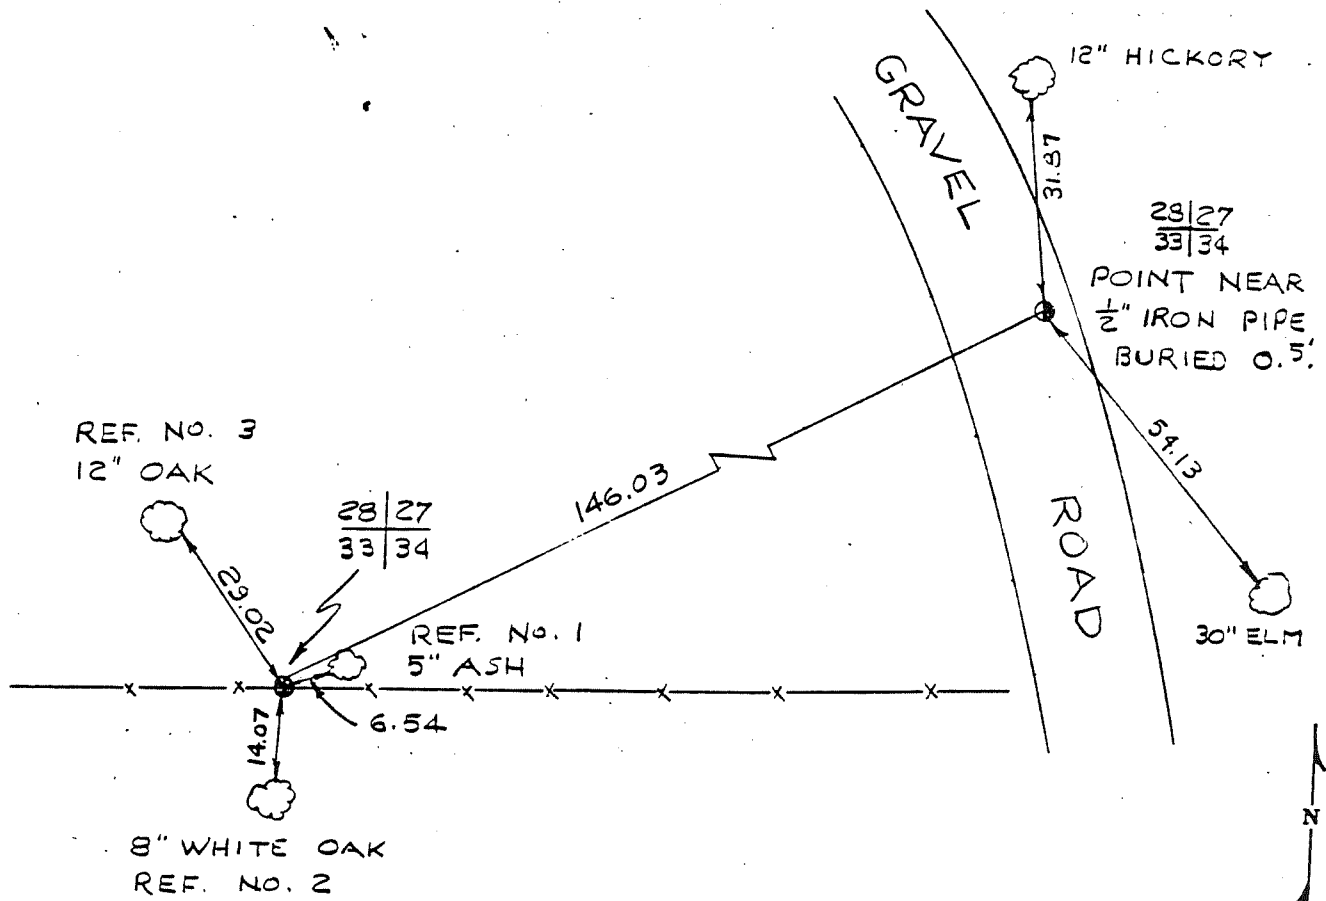 12" HICKORY
GRAVEL
31.87
28|27
33|34
POINT NEAR
½" IRON PIPE
BURIED 0.5'.
54.13
REF. NO. 3
12" OAK
146.03
28|27
33|34
29.02
ROAD
REF. NO. 1
5" ASH
30" ELM
6.54
14.07
8" WHITE OAK
REF. NO. 2
N